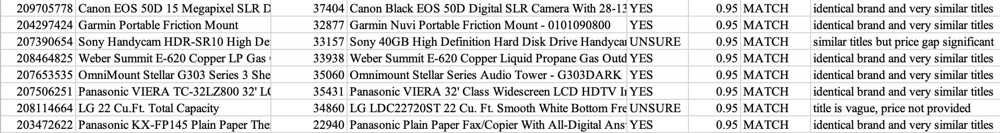 209705778 Canon EOS 50D 15 Megapixel SLR D 37404 Canon Black EOS 50D Digital SLR Camera With 28-13 YES 0.95 MATCH identical brand and very similar titles
204297424 Garmin Portable Friction Mount 32877 Garmin Nuvi Portable Friction Mount - 0101090800 YES 0.95 MATCH identical brand and very similar titles
207390654 Sony Handycam HDR-SR10 High De 33157 Sony 40GB High Definition Hard Disk Drive Handycar UNSURE 0.95 MATCH similar titles but price gap significant
208464825 Weber Summit E-620 Copper LP Gas 33938 Weber Summit E-620 Copper Liquid Propane Gas Outd YES 0.95 MATCH identical brand and very similar titles
207653535 OmniMount Stellar G303 Series 3 She 35060 Omnimount Stellar Series Audio Tower - G303DARK YES 0.95 MATCH identical brand and very similar titles
207506251 Panasonic VIERA TC-32LZ800 32' LC 35431 Panasonic VIERA 32' Class Widescreen LCD HDTV In YES 0.95 MATCH identical brand and very similar titles
208114664 LG 22 Cu.Ft. Total Capacity 34860 LG LDC22720ST 22 Cu. Ft. Smooth White Bottom Fre UNSURE 0.95 MATCH title is vague, price not provided
203472622 Panasonic KX-FP145 Plain Paper The 22940 Panasonic Plain Paper Fax/Copier With All-Digital Ans YES 0.95 MATCH identical brand and very similar titles